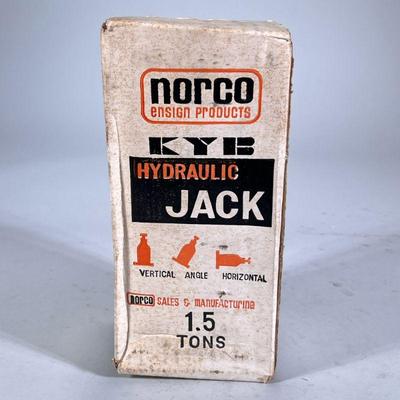 norco
ensign products
KYB
HYDRAULIC
JACK
VERTICAL ANGLE HORIZONTAL
norco SALES & MANUFACTURING
1.5
TONS